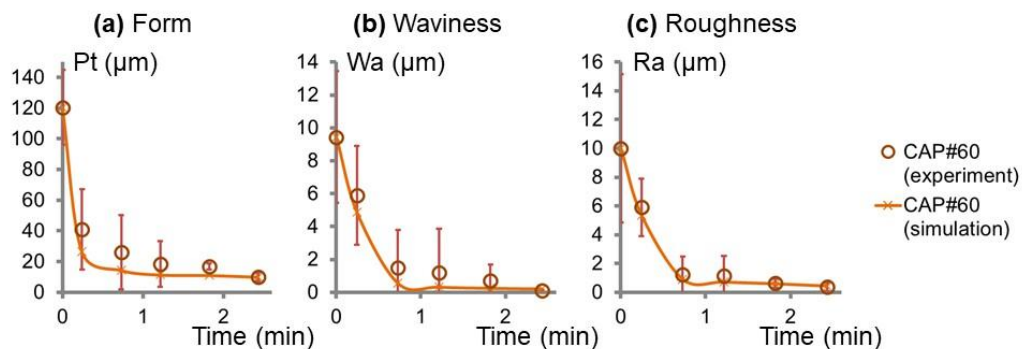 (a) Form
Pt (μm)
140
120
100
80
60
40
20
0
0
1
2
Time (min)
(b) Waviness
Wa (μm)
14
12
10
8
6
4
2
0
0
1
2
Time (min)
(c) Roughness
Ra (μm)
16
14
12
10
8
6
4
2
0
0
1
2
Time (min)
CAP#60
(experiment)
CAP#60
(simulation)